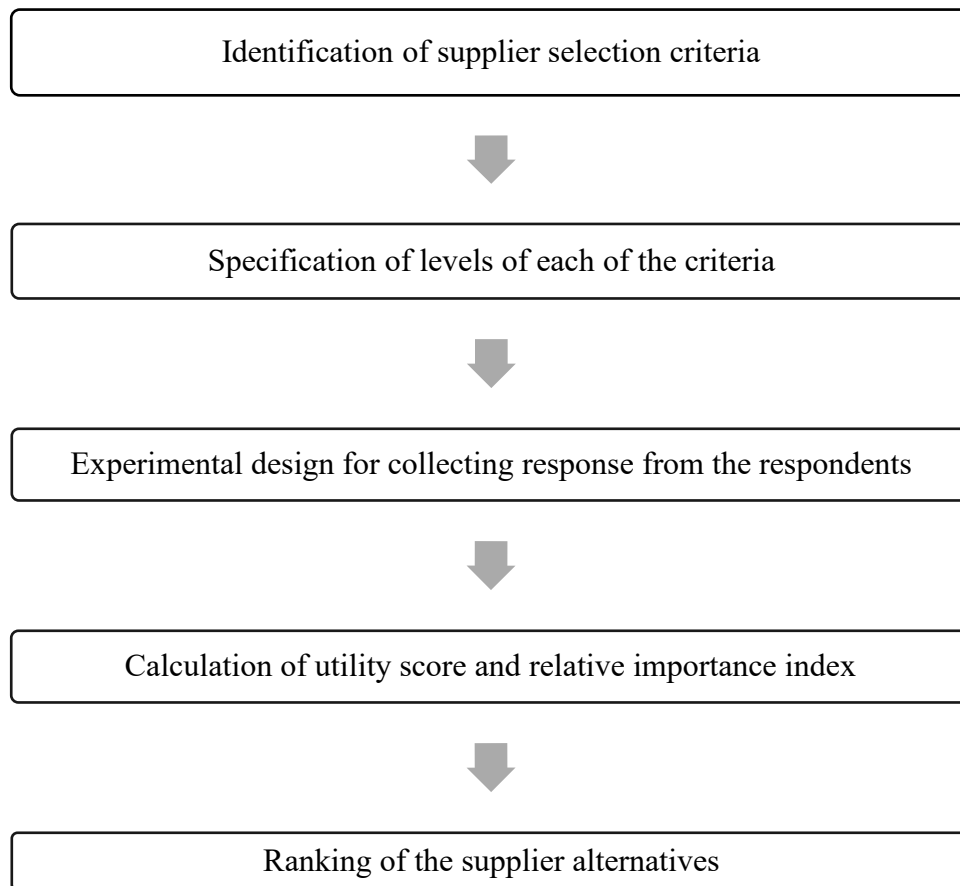 Identification of supplier selection criteria
Specification of levels of each of the criteria
Experimental design for collecting response from the respondents
Calculation of utility score and relative importance index
Ranking of the supplier alternatives